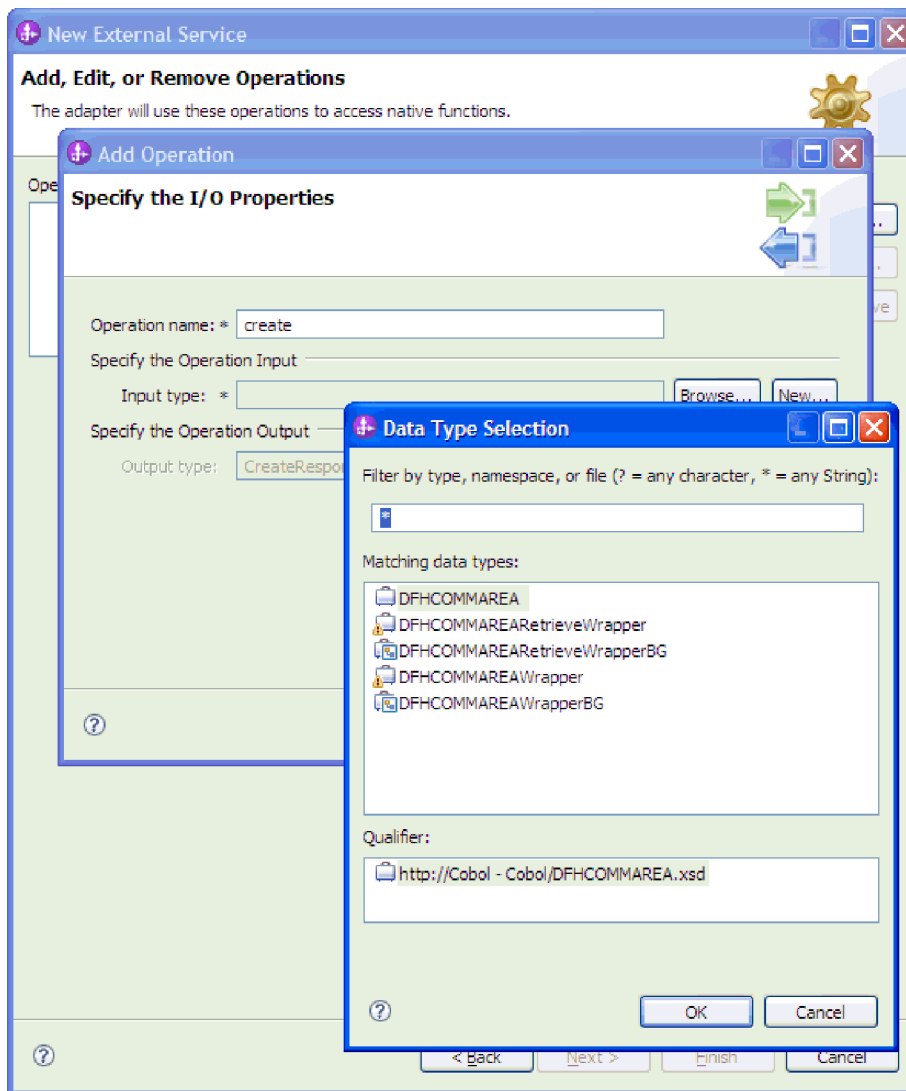 New External Service
Add, Edit, or Remove Operations
The adapter will use these operations to access native functions.
Ope
Add Operation
Specify the I/O Properties
..
.
ve
Operation name: * create
Specify the Operation Input
Input type: *
Browse...
New...
Specify the Operation Output
Output type: CreateRespon
Data Type Selection
Filter by type, namespace, or file (? = any character, * = any String):
*
Matching data types:
DFHCOMMAREA
DFHCOMMAREARetrieveWrapper
DFHCOMMAREARetrieveWrapperBG
DFHCOMMAREAWrapper
DFHCOMMAREAWrapperBG
Qualifier:
http://Cobol - Cobol/DFHCOMMAREA.xsd
?
OK
Cancel
?
?
< Back
Next >
Finish
Cancel